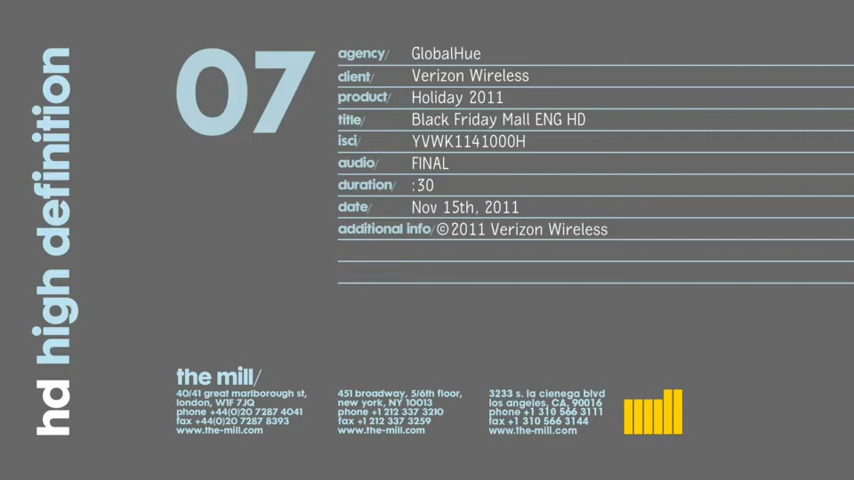 hd high definition
07
agency/ GlobalHue
client/ Verizon Wireless
product/ Holiday 2011
title/ Black Friday Mall ENG HD
isci/ YVWK1141000H
audio/ FINAL
duration/ :30
date/ Nov 15th, 2011
additional info/ ©2011 Verizon Wireless
the mill/
40/41 great marlborough st,
london, W1F 7JQ
phone +44(0)20 7287 4041
fax +44(0)20 7287 8393
www.the-mill.com
451 broadway, 5/6th floor,
new york, NY 10013
phone +1 212 337 3210
fax +1 212 337 3259
www.the-mill.com
3233 s. la cienega blvd
los angeles, CA, 90016
phone +1 310 566 3111
fax +1 310 566 3144
www.the-mill.com